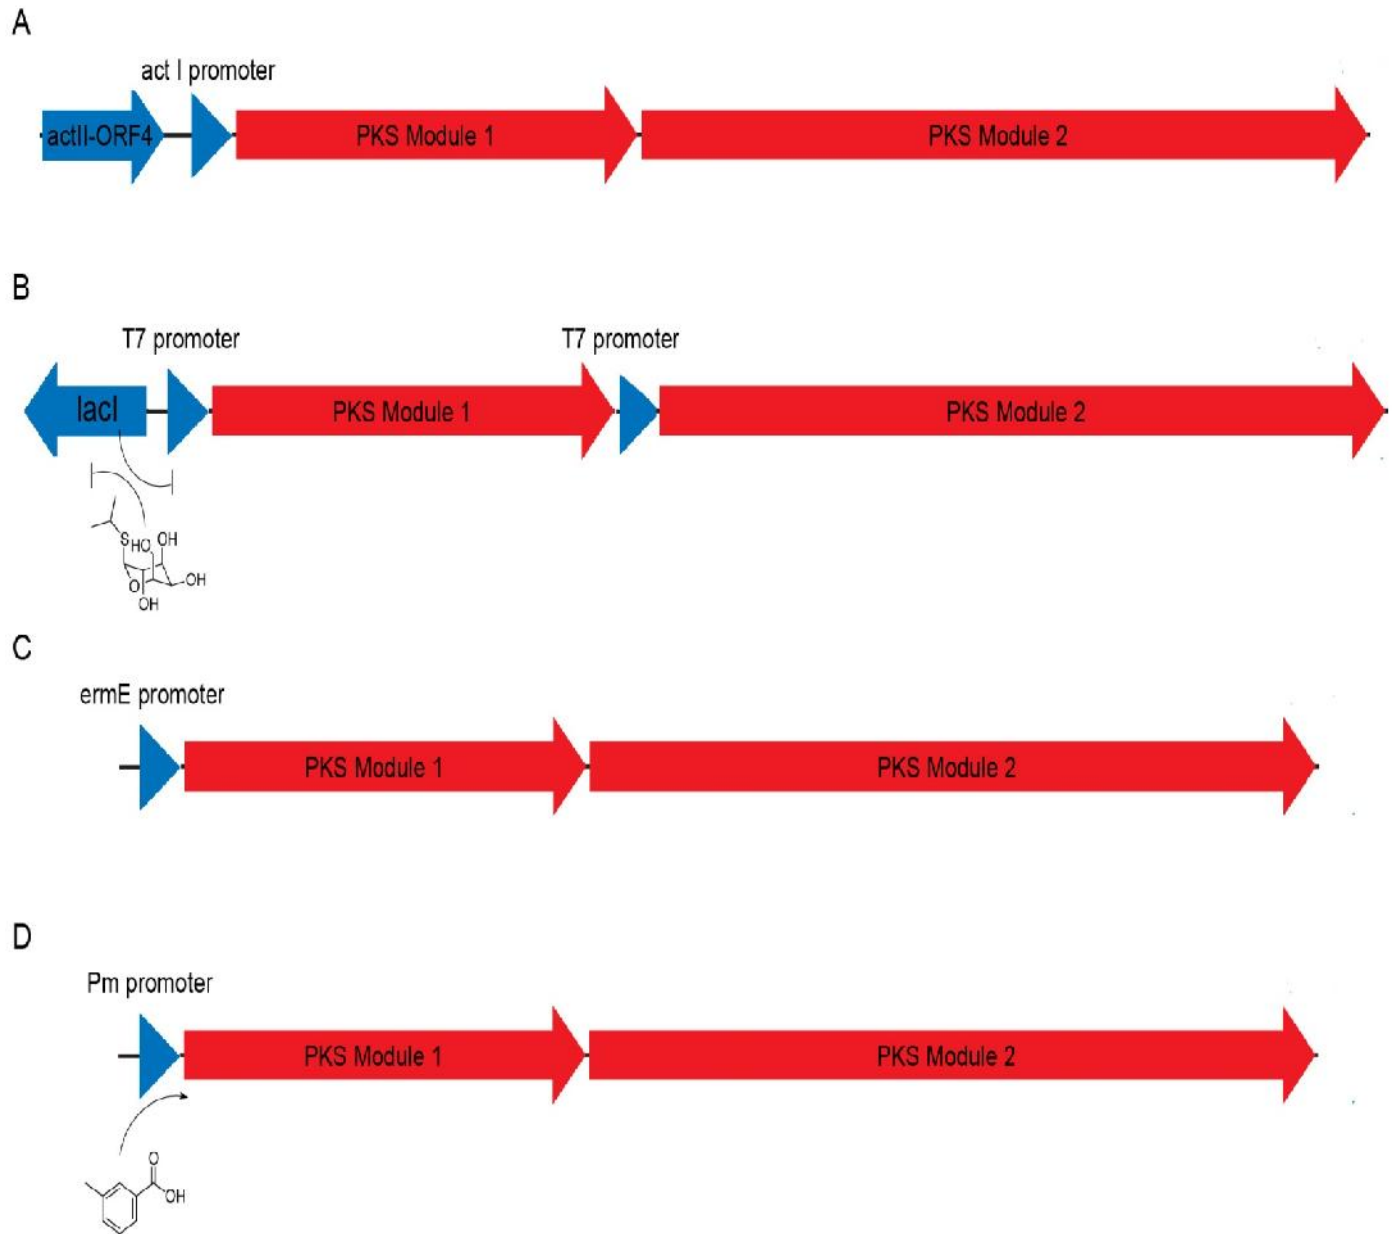 A
act I promoter
actII-ORF4
PKS Module 1
PKS Module 2
B
T7 promoter
T7 promoter
lacI
PKS Module 1
PKS Module 2
S
HO
OH
O
OH
OH
C
ermE promoter
PKS Module 1
PKS Module 2
D
Pm promoter
PKS Module 1
PKS Module 2
O
OH